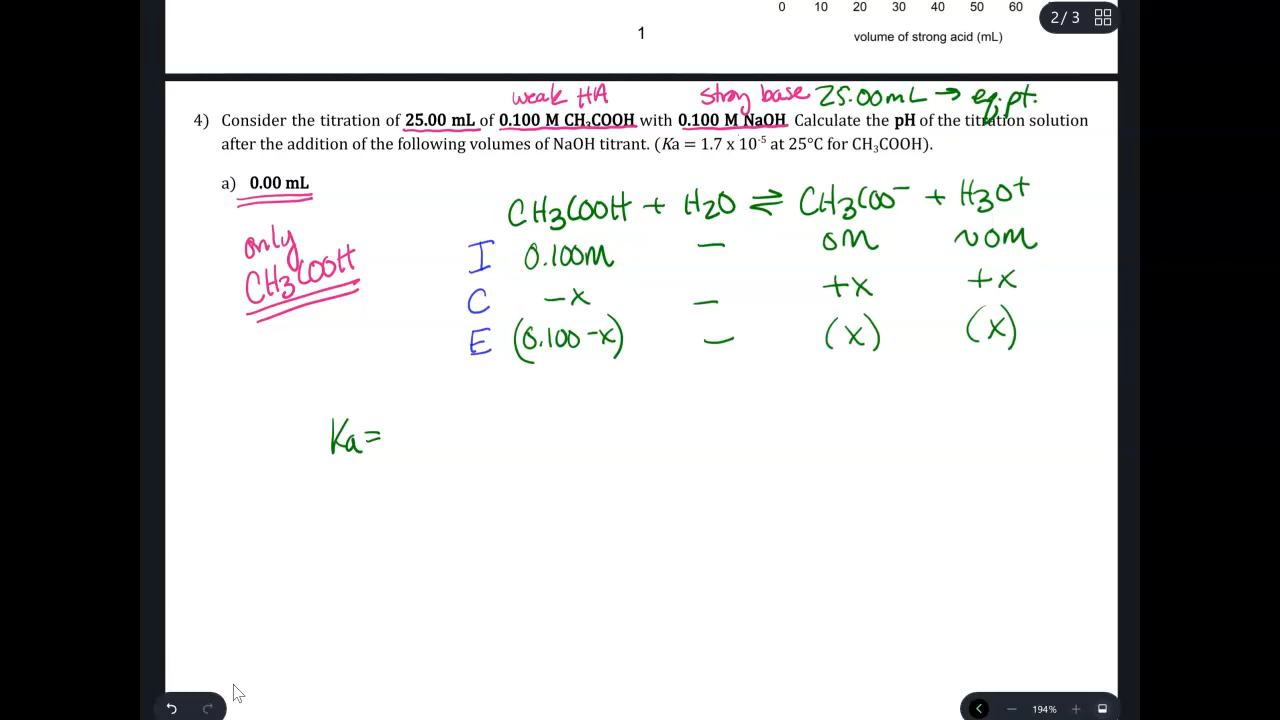 0 10 20 30 40 50 60
2/3
1
volume of strong acid (mL)
weak HA strong base 25.00mL → eq. pt.
4) Consider the titration of 25.00 mL of 0.100 M CH₃COOH with 0.100 M NaOH. Calculate the pH of the titration solution
after the addition of the following volumes of NaOH titrant. (Ka = 1.7 x 10⁻⁵ at 25°C for CH₃COOH).
a) 0.00 mL
CH3COOH + H2O ⇌ CH3COO⁻ + H3O+
only
CH3COOH
I 0.100M – 0M ~0M
C –x – +x +x
E (0.100-x) – (x) (x)
Ka=
194%